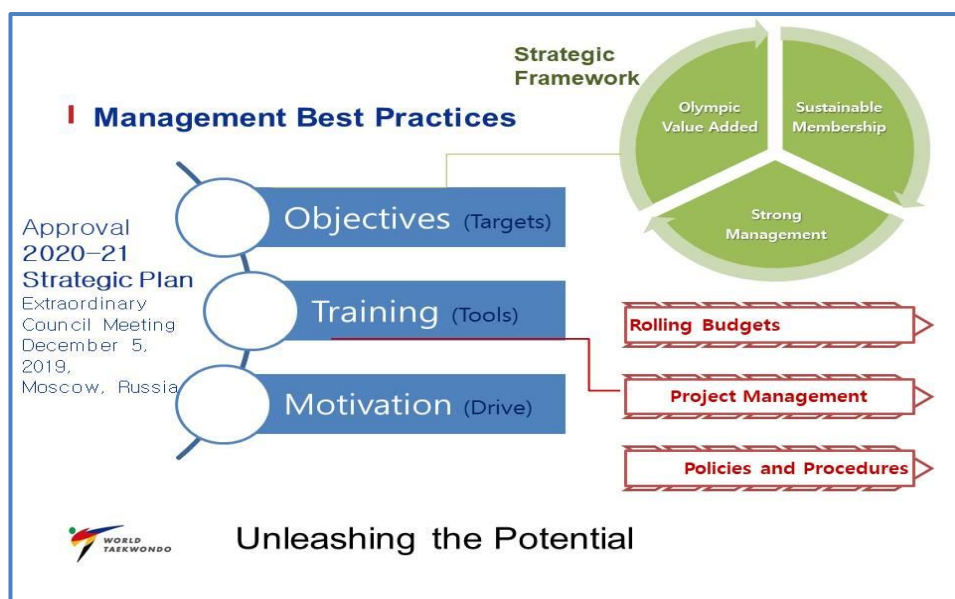 Strategic
Framework
Olympic
Value Added
Sustainable
Membership
Strong
Management
Management Best Practices
Approval
2020-21
Strategic Plan
Extraordinary
Council Meeting
December 5,
2019,
Moscow, Russia
Objectives (Targets)
Training (Tools)
Motivation (Drive)
Rolling Budgets
Project Management
Policies and Procedures
WORLD
TAEKWONDO
Unleashing the Potential